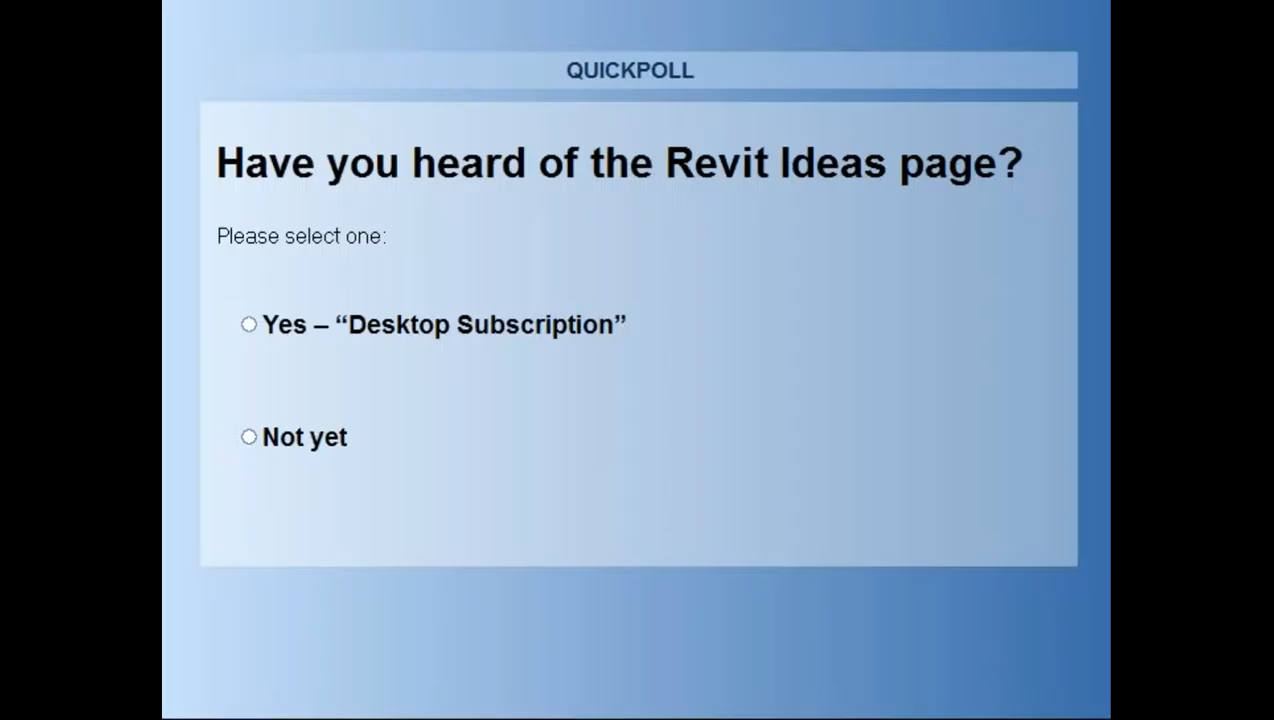 QUICKPOLL
Have you heard of the Revit Ideas page?
Please select one:
Yes – “Desktop Subscription”
Not yet